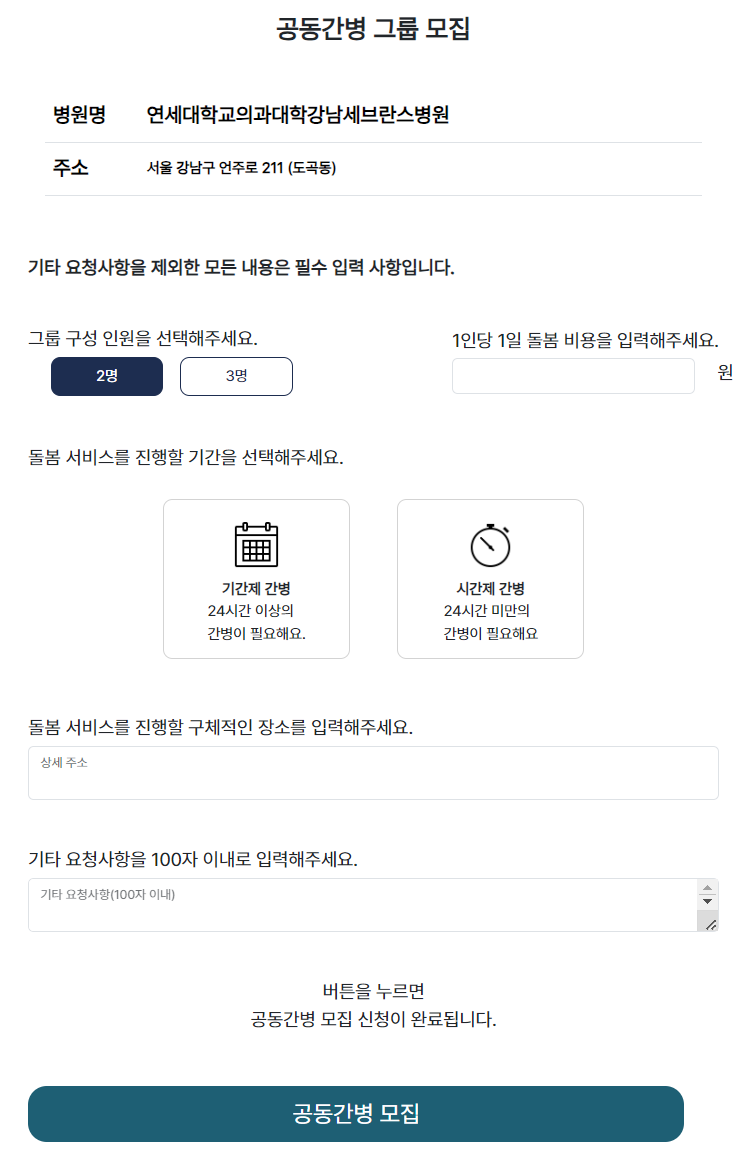 공동간병 그룹 모집
병원명 연세대학교의과대학강남세브란스병원
주소 서울 강남구 언주로 211 (도곡동)
기타 요청사항을 제외한 모든 내용은 필수 입력 사항입니다.
그룹 구성 인원을 선택해주세요.
2명 3명
1인당 1일 돌봄 비용을 입력해주세요.
원
돌봄 서비스를 진행할 기간을 선택해주세요.
기간제 간병
24시간 이상의
간병이 필요해요.
시간제 간병
24시간 미만의
간병이 필요해요
돌봄 서비스를 진행할 구체적인 장소를 입력해주세요.
상세 주소
기타 요청사항을 100자 이내로 입력해주세요.
기타 요청사항(100자 이내)
버튼을 누르면
공동간병 모집 신청이 완료됩니다.
공동간병 모집